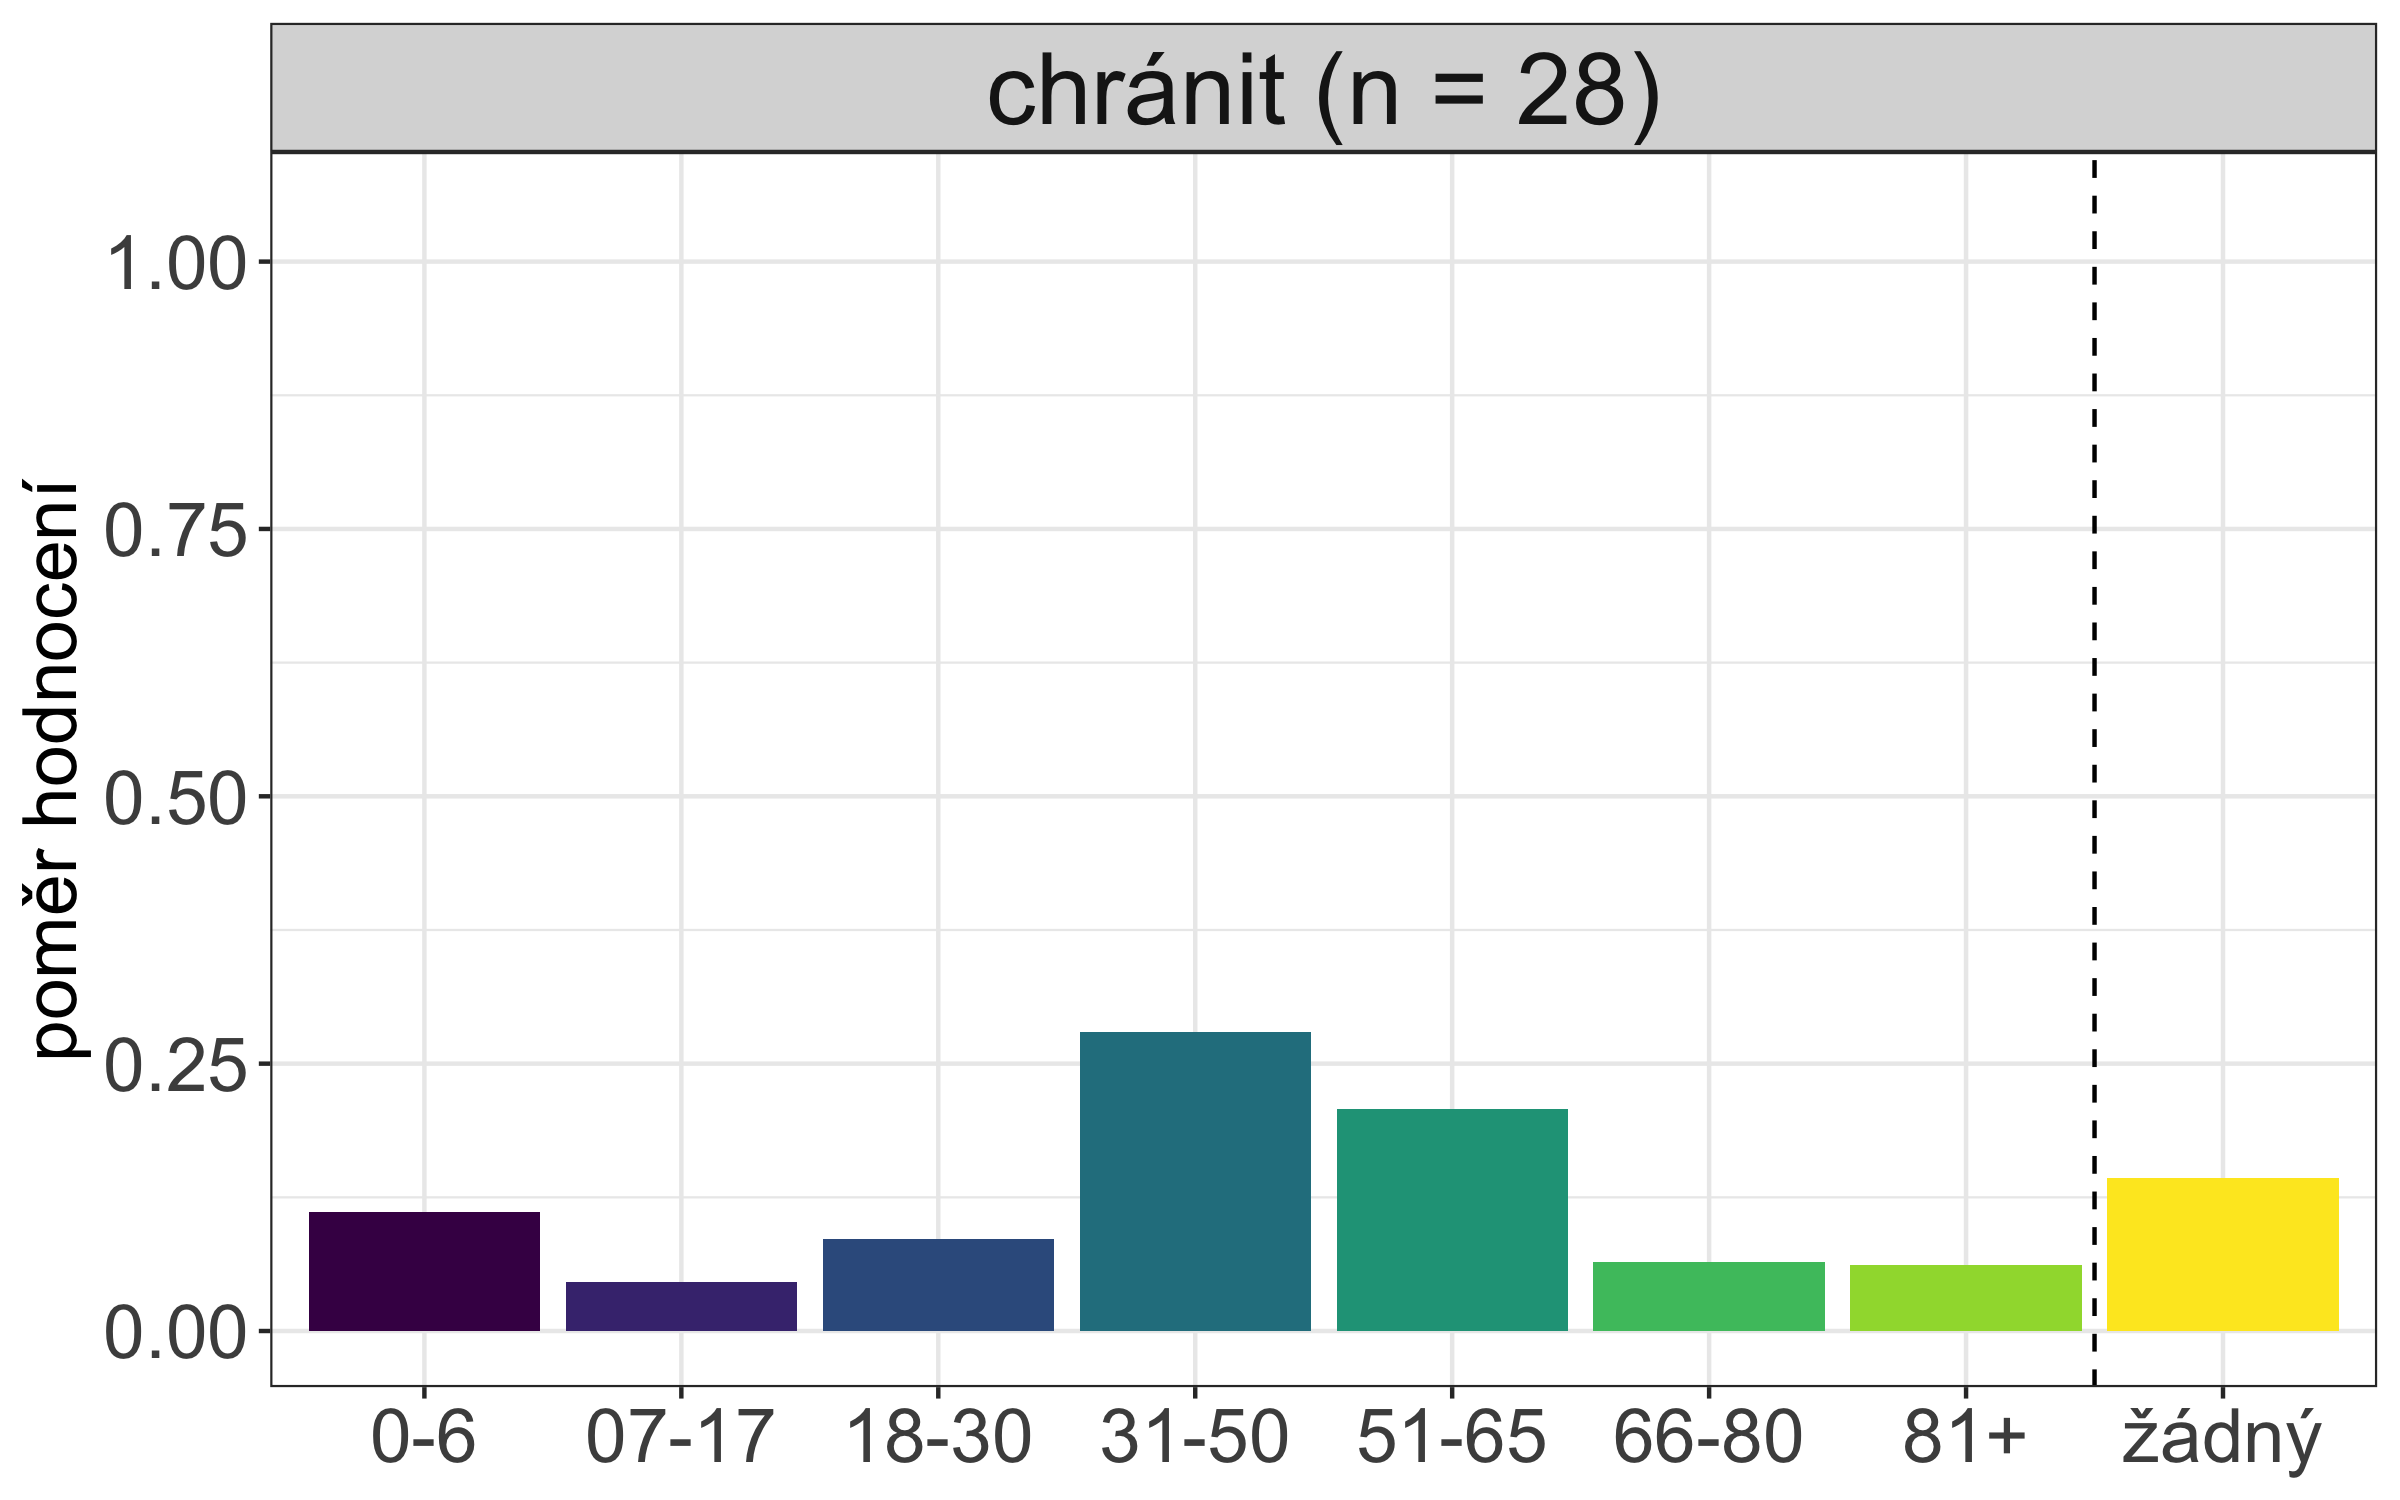 chránit (n = 28)
poměr hodnocení
1.00
0.75
0.50
0.25
0.00
0-6 07-17 18-30 31-50 51-65 66-80 81+ žádný